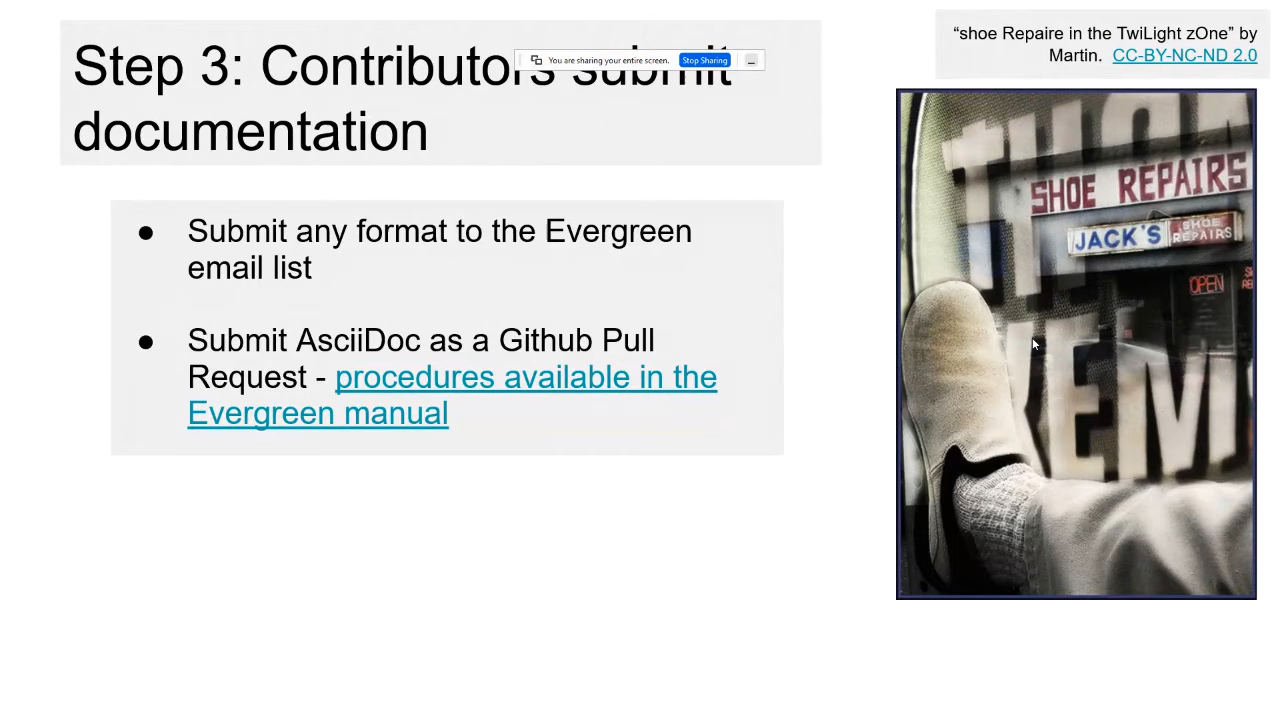 Step 3: Contributors submit
documentation
You are sharing your entire screen.
Stop Sharing
“shoe Repaire in the TwiLight zOne” by
Martin. CC-BY-NC-ND 2.0
● Submit any format to the Evergreen
email list
● Submit AsciiDoc as a Github Pull
Request - procedures available in the
Evergreen manual
SHOE REPAIRS
JACK'S
SHOE
REPAIRS
OPEN